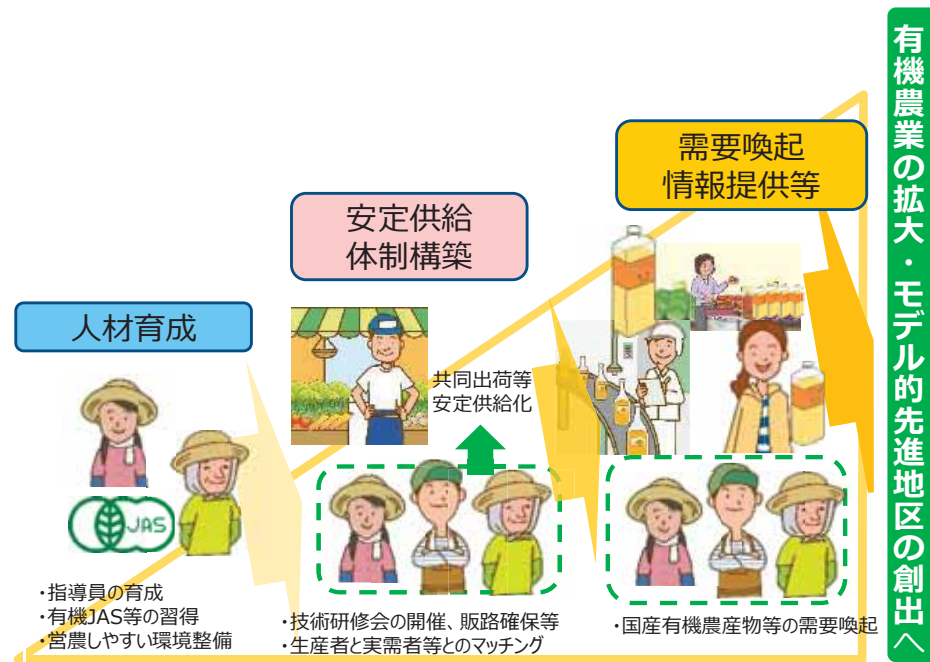 人材育成
JAS
・指導員の育成
・有機JAS等の習得
・営農しやすい環境整備
安定供給
体制構築
共同出荷等
安定供給化
・技術研修会の開催、販路確保等
・生産者と実需者等とのマッチング
需要喚起
情報提供等
・国産有機農産物等の需要喚起
有機農業の拡大・モデル的先進地区の創出へ